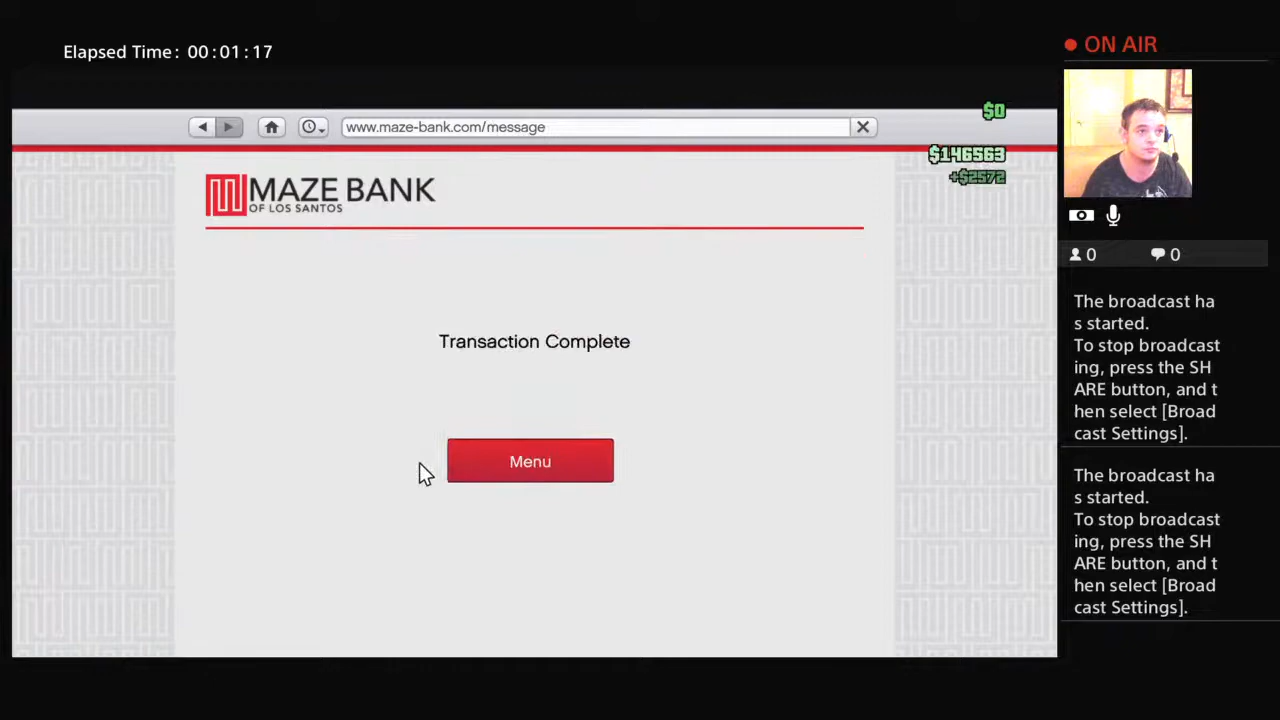 Elapsed Time: 00:01:17
ON AIR
www.maze-bank.com/message
$0
$146563
+$2572
MAZE BANK
OF LOS SANTOS
Transaction Complete
Menu
0 0
The broadcast ha
s started.
To stop broadcast
ing, press the SH
ARE button, and t
hen select [Broad
cast Settings].
The broadcast ha
s started.
To stop broadcast
ing, press the SH
ARE button, and t
hen select [Broad
cast Settings].